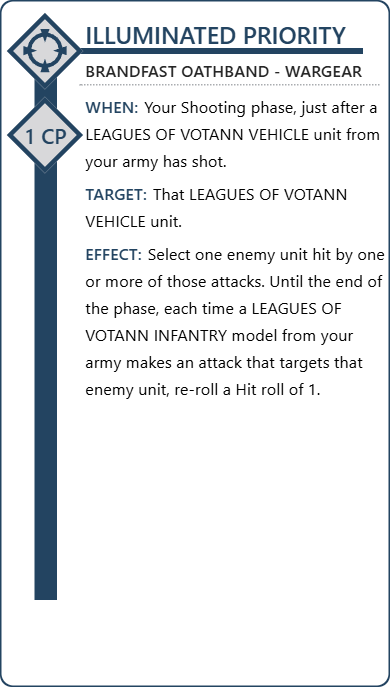 ILLUMINATED PRIORITY
BRANDFAST OATHBAND - WARGEAR
WHEN: Your Shooting phase, just after a
LEAGUES OF VOTANN VEHICLE unit from
your army has shot.
1 CP
TARGET: That LEAGUES OF VOTANN
VEHICLE unit.
EFFECT: Select one enemy unit hit by one
or more of those attacks. Until the end of
the phase, each time a LEAGUES OF
VOTANN INFANTRY model from your
army makes an attack that targets that
enemy unit, re-roll a Hit roll of 1.